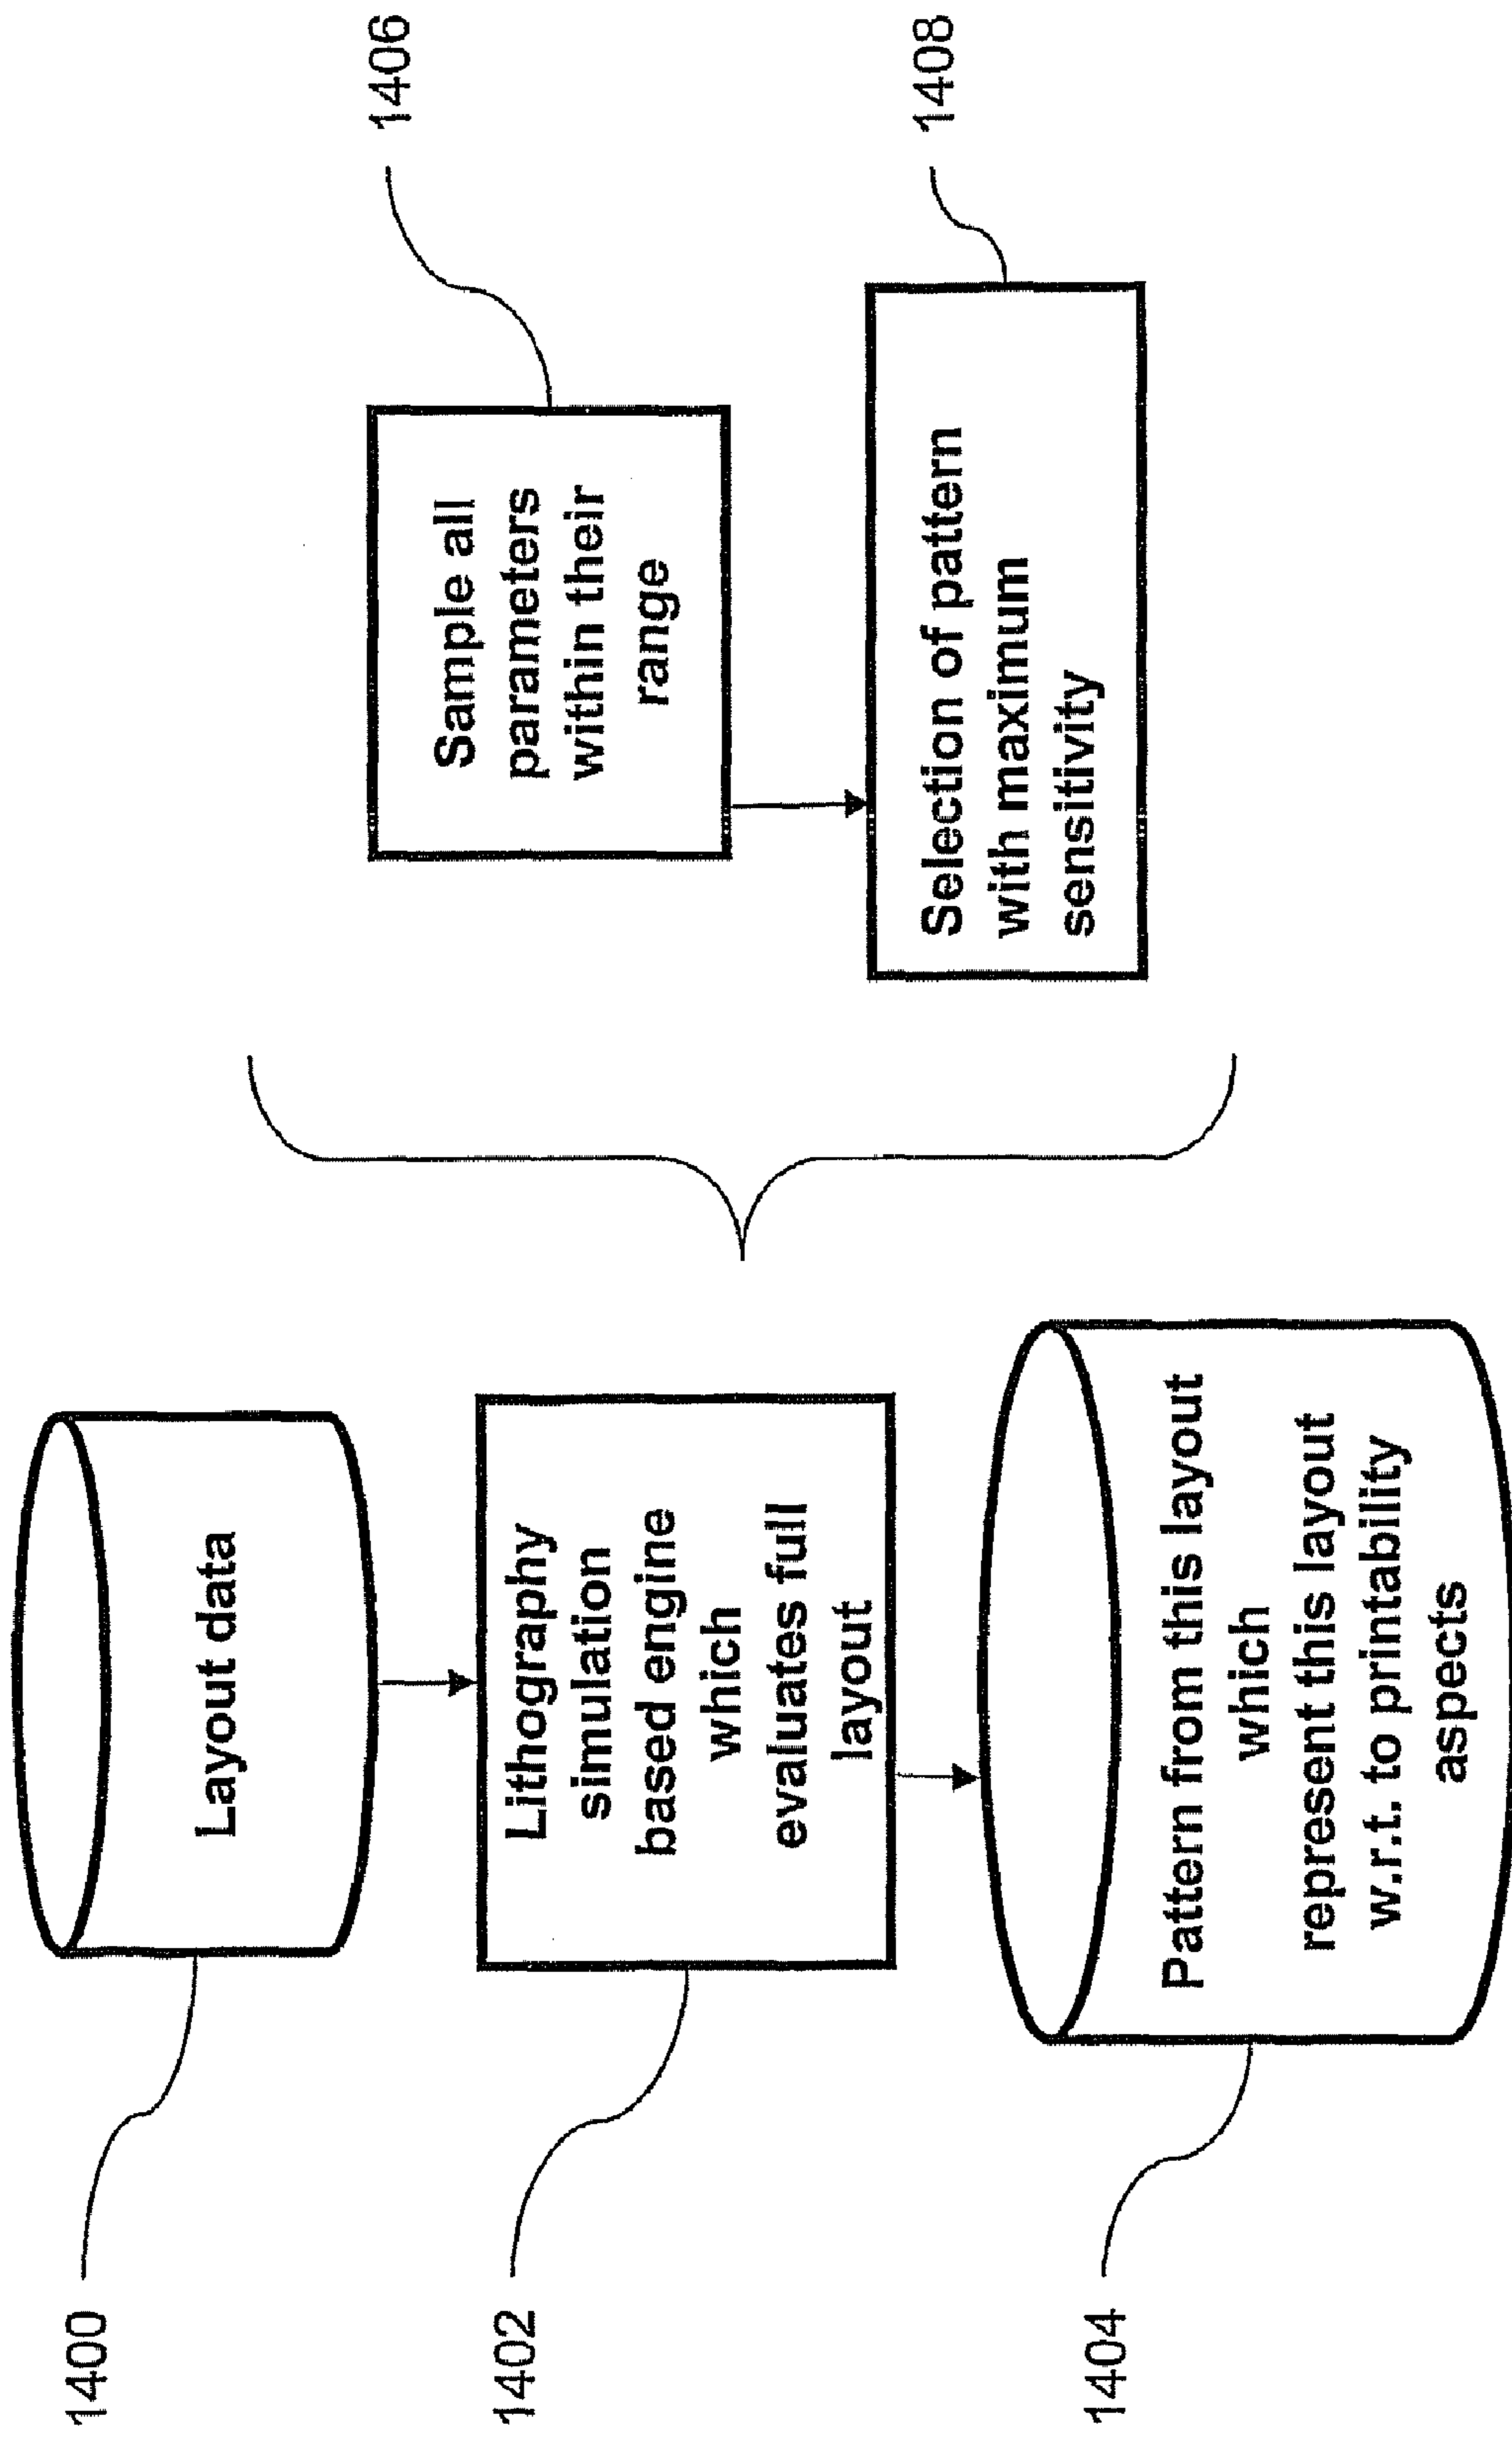 1400
Layout data
1402
Lithography
simulation
based engine
which
evaluates full
layout
1404
Pattern from this layout
which
represent this layout
w.r.t. to printability
aspects
1406
Sample all
parameters
within their
range
1408
Selection of pattern
with maximum
sensitivity